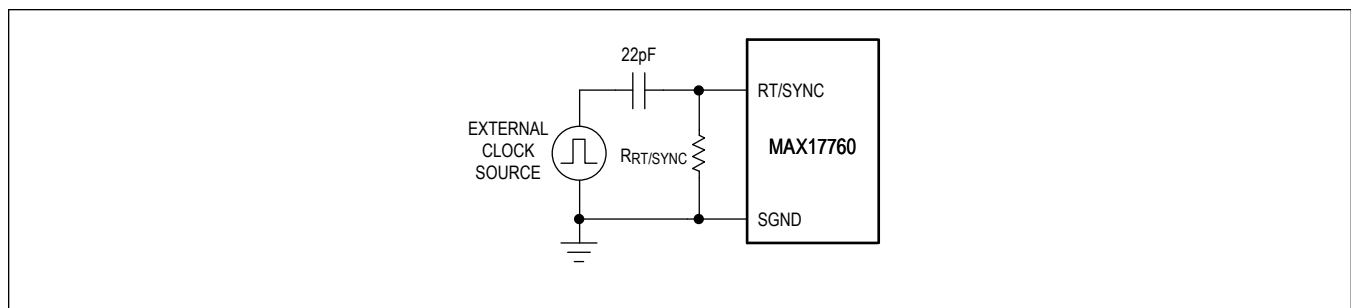 22pF
RT/SYNC
EXTERNAL
CLOCK
SOURCE
RRT/SYNC
MAX17760
SGND